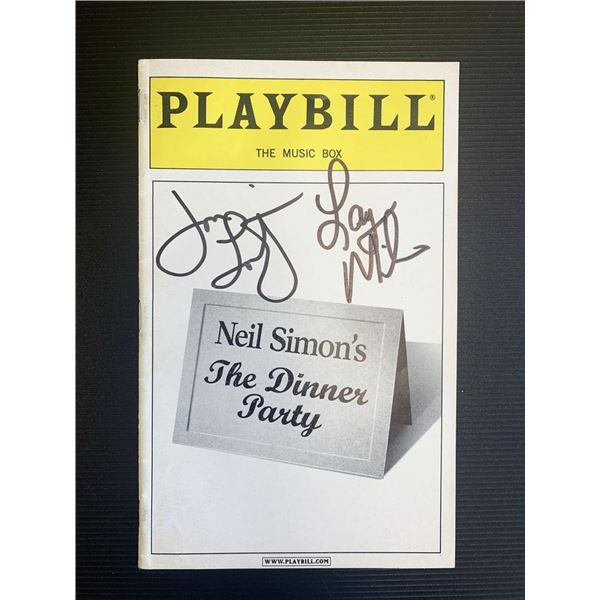 PLAYBILL®
THE MUSIC BOX
Neil Simon's
The Dinner
Party
WWW.PLAYBILL.COM